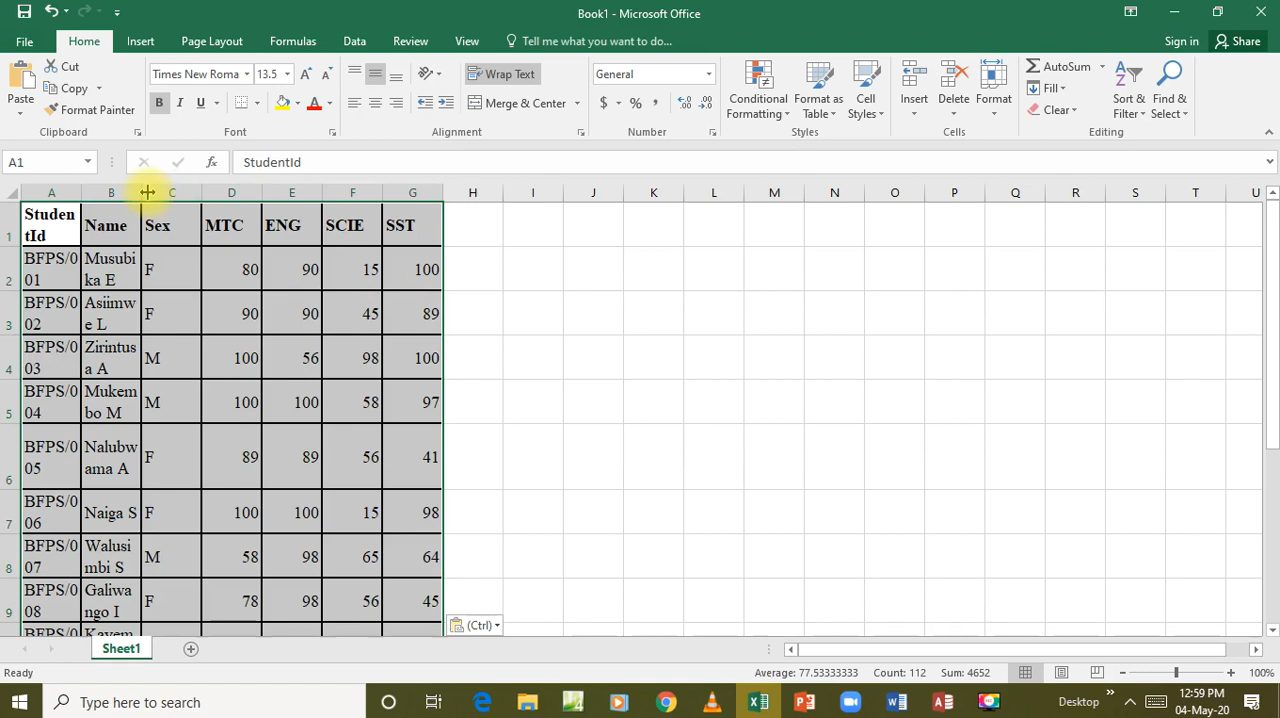 Book1 - Microsoft Office
File Home Insert Page Layout Formulas Data Review View Tell me what you want to do... Sign in Share
Paste Cut Copy Format Painter
Times New Roma 13.5
B I U A
Wrap Text
Merge & Center
General
$ % ,
Conditional Formatting Format as Table Cell Styles
Insert Delete Format
AutoSum Fill Clear
Sort & Filter Find & Select
Clipboard Font Alignment Number Styles Cells Editing
A1 fx StudentId
A B C D E F G H I J K L M N O P Q R S T U
1 Studen
tId Name Sex MTC ENG SCIE SST
2 BFPS/0
01 Musubi
ka E F 80 90 15 100
3 BFPS/0
02 Asiimw
e L F 90 90 45 89
4 BFPS/0
03 Zirintus
a A M 100 56 98 100
5 BFPS/0
04 Mukem
bo M M 100 100 58 97
6 BFPS/0
05 Nalubw
ama A F 89 89 56 41
7 BFPS/0
06 Naiga S F 100 100 15 98
8 BFPS/0
07 Walusi
mbi S M 58 98 65 64
9 BFPS/0
08 Galiwa
ngo I F 78 98 56 45
BFPS/0
(Ctrl)
Sheet1
Ready Average: 77.53333333 Count: 112 Sum: 4652 100%
Type here to search Desktop 12:59 PM
04-May-20